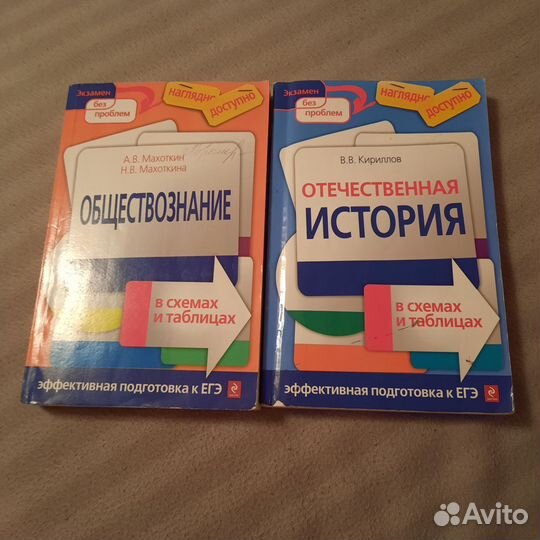 Экзамен
без
проблем
наглядно
доступно
А.В. Махоткин
Н.В. Махоткина
ОБЩЕСТВОЗНАНИЕ
в схемах
и таблицах
эффективная подготовка к ЕГЭ
Экзамен
без
проблем
наглядно
доступно
В.В. Кириллов
ОТЕЧЕСТВЕННАЯ
ИСТОРИЯ
в схемах
и таблицах
эффективная подготовка к ЕГЭ
Avito